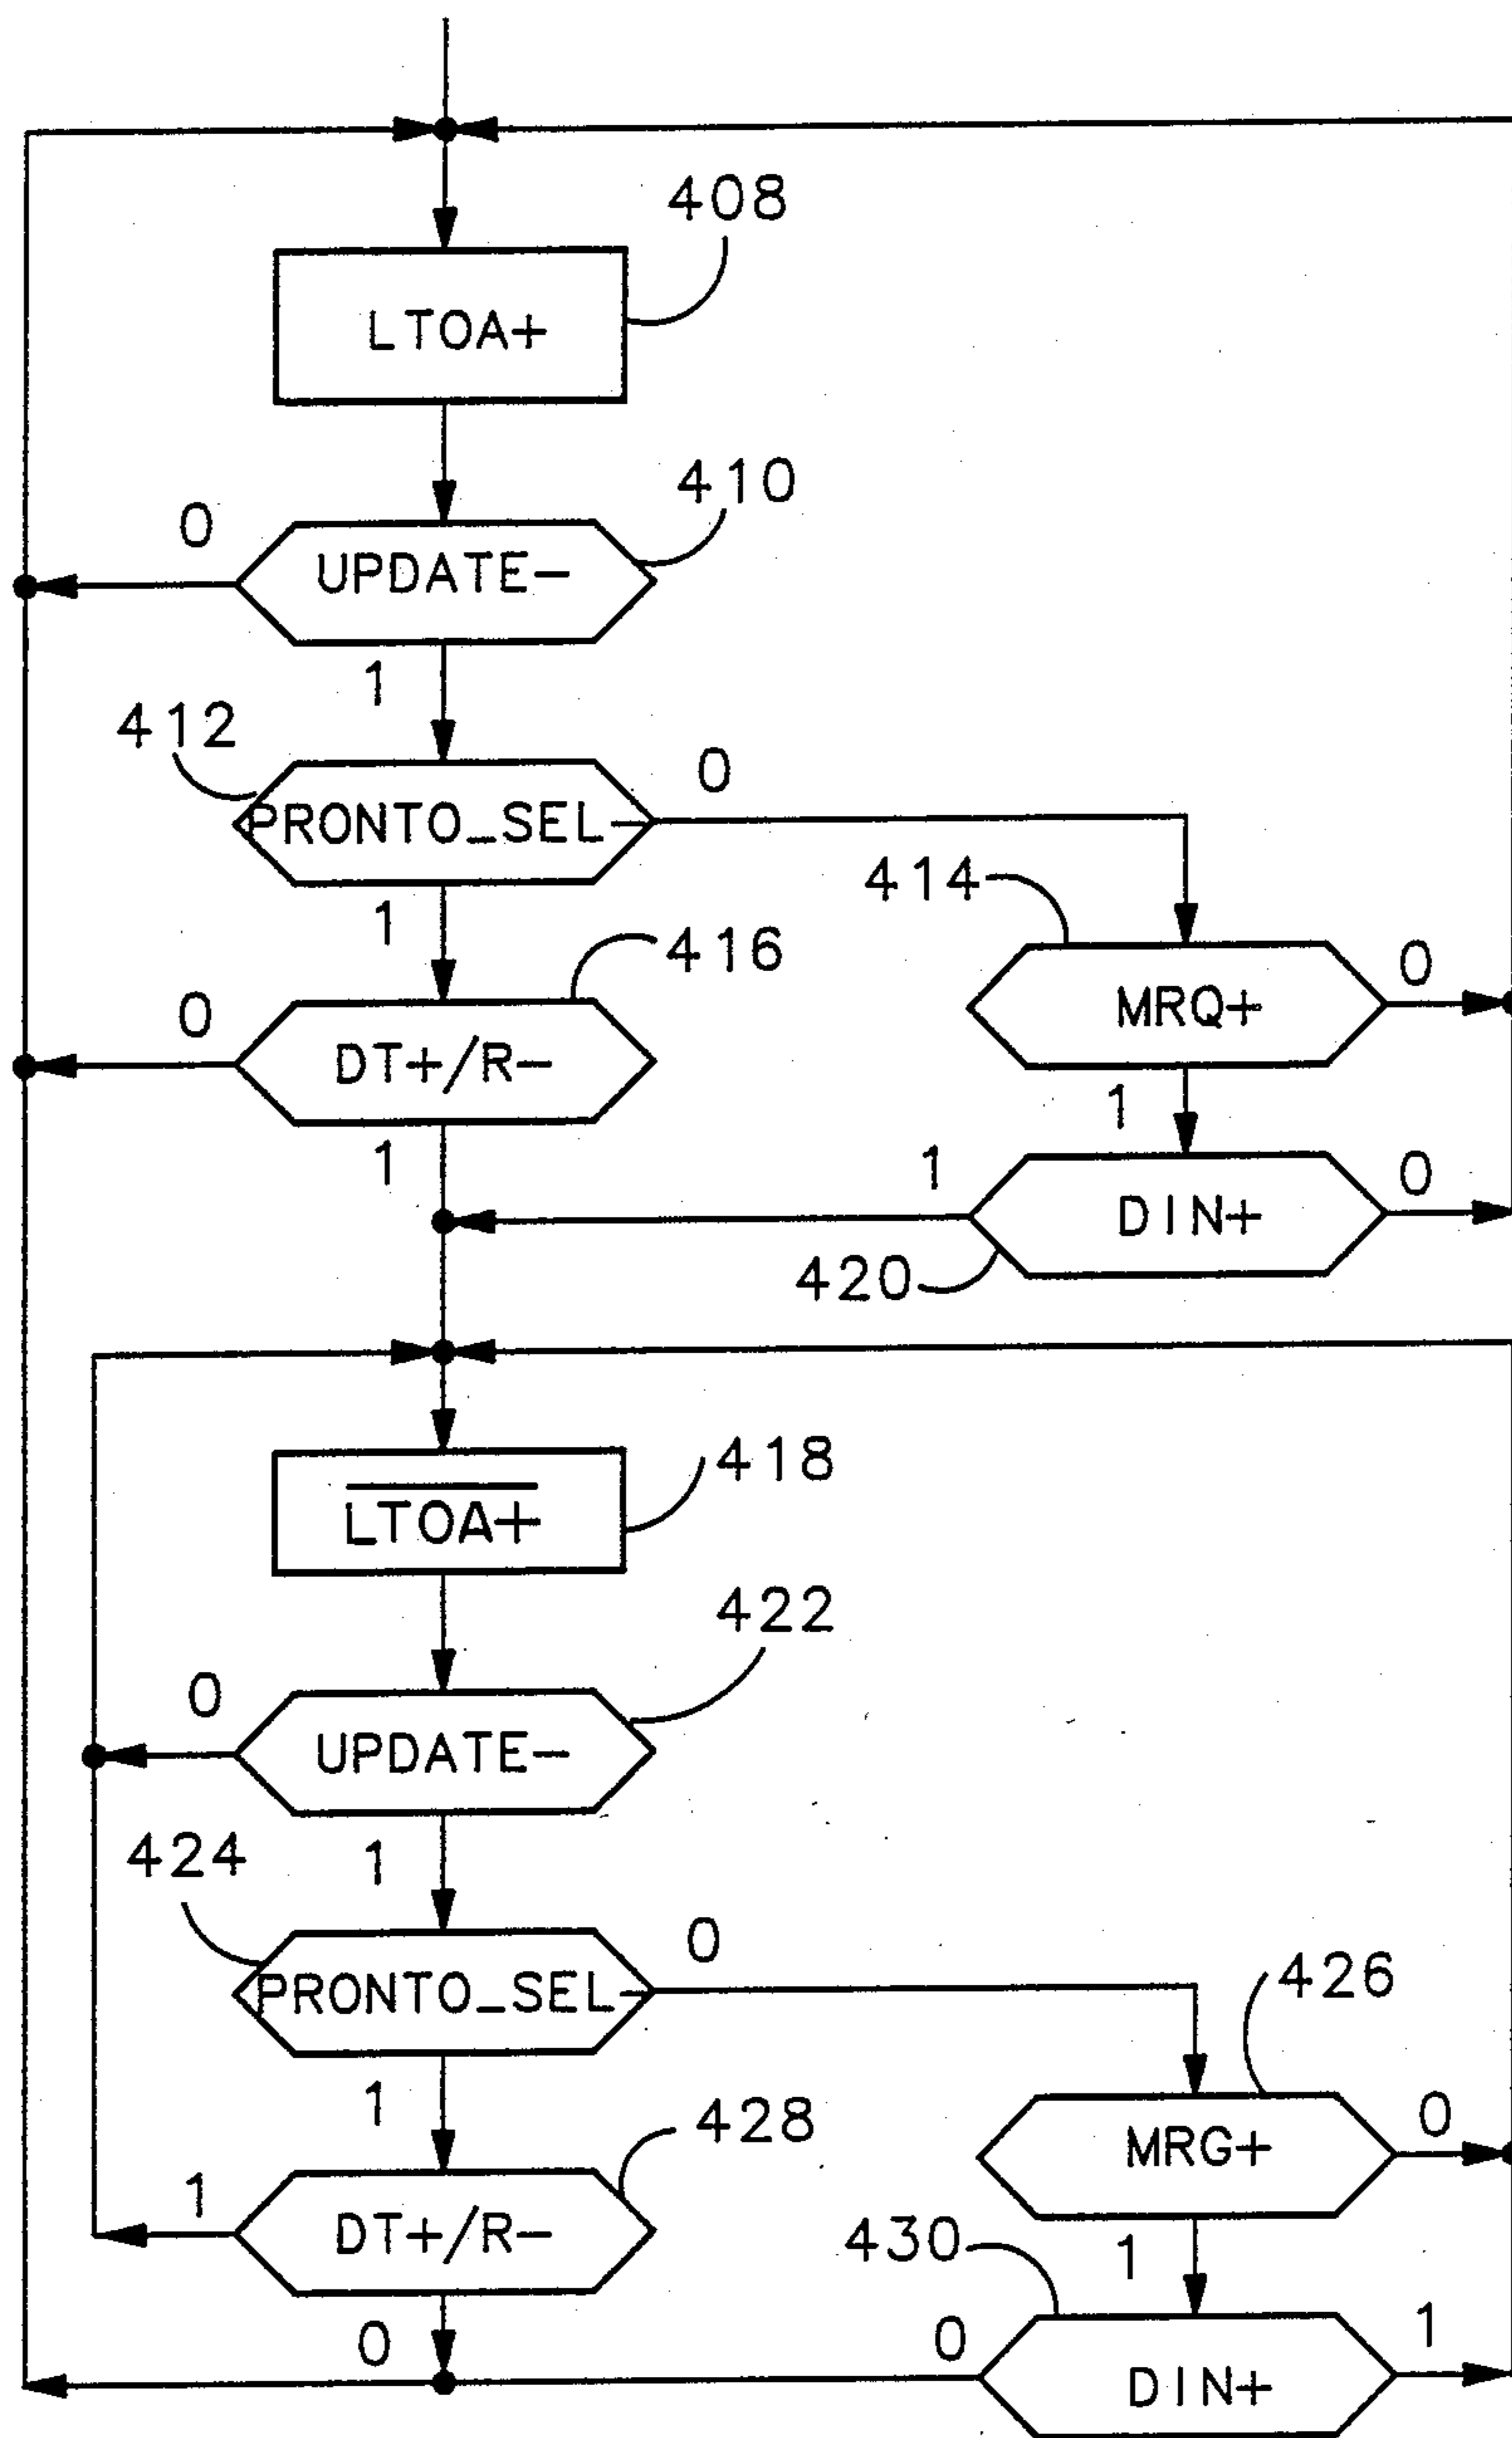 408
LTOA+
410
0
UPDATE-
1
412
0
PRONTO_SEL-
414
1
416
0
0
MRQ+
DT+/R-
1
1
1
0
DIN+
420
418
LTOA+
422
0
UPDATE-
424
1
0
PRONTO_SEL-
426
1
428
0
MRG+
1
DT+/R-
430
1
0
0
1
DIN+